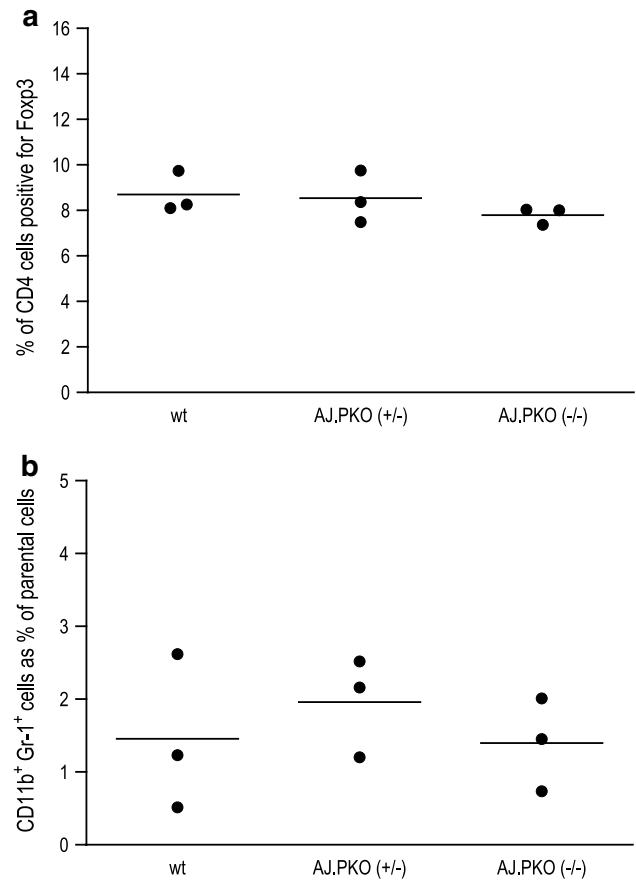 a
% of CD4 cells positive for Foxp3
16
14
12
10
8
6
4
2
0
wt
AJ.PKO (+/-)
AJ.PKO (-/-)
b
CD11b⁺ Gr-1⁺ cells as % of parental cells
5
4
3
2
1
0
wt
AJ.PKO (+/-)
AJ.PKO (-/-)